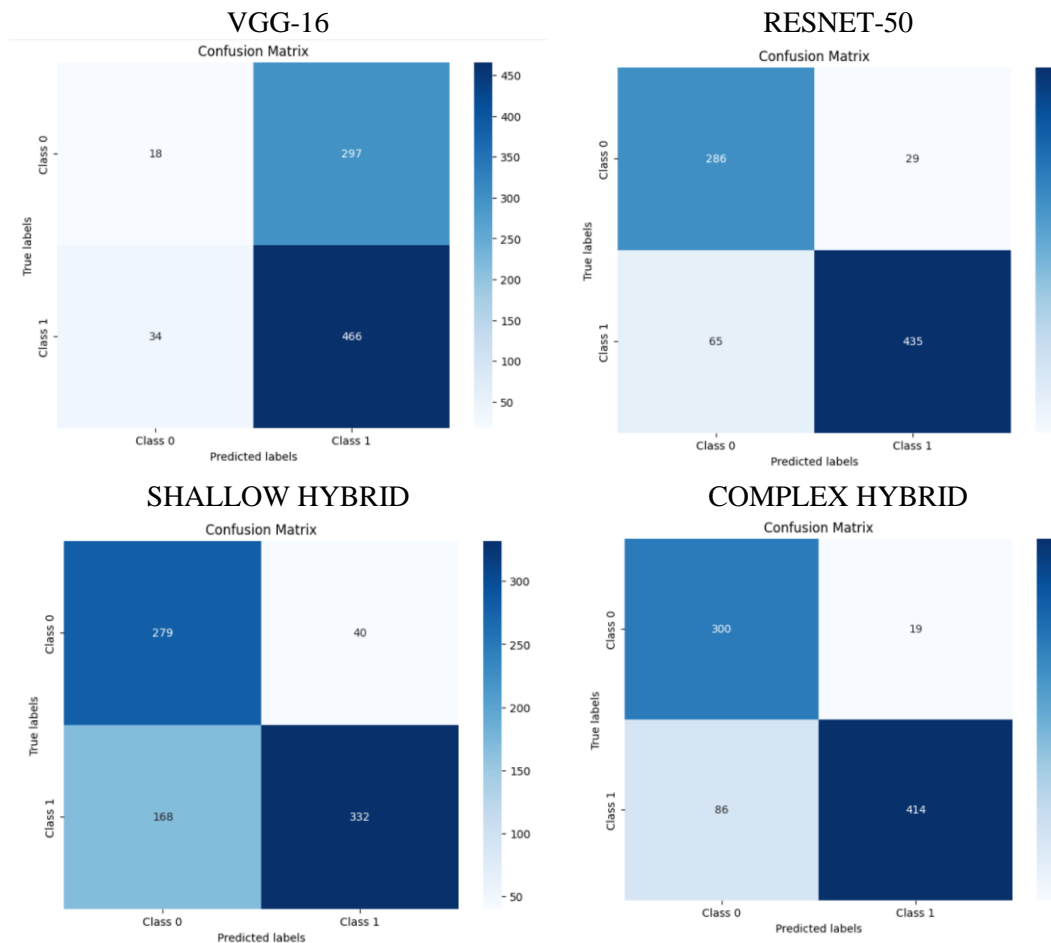 VGG-16
Confusion Matrix
Class 0
Class 1
True labels
18
297
34
466
Class 0
Class 1
Predicted labels
450
400
350
300
250
200
150
100
50
RESNET-50
Confusion Matrix
Class 0
Class 1
True labels
286
29
65
435
Class 0
Class 1
Predicted labels
SHALLOW HYBRID
Confusion Matrix
Class 0
Class 1
True labels
279
40
168
332
Class 0
Class 1
Predicted labels
300
250
200
150
100
50
COMPLEX HYBRID
Confusion Matrix
Class 0
Class 1
True labels
300
19
86
414
Class 0
Class 1
Predicted labels